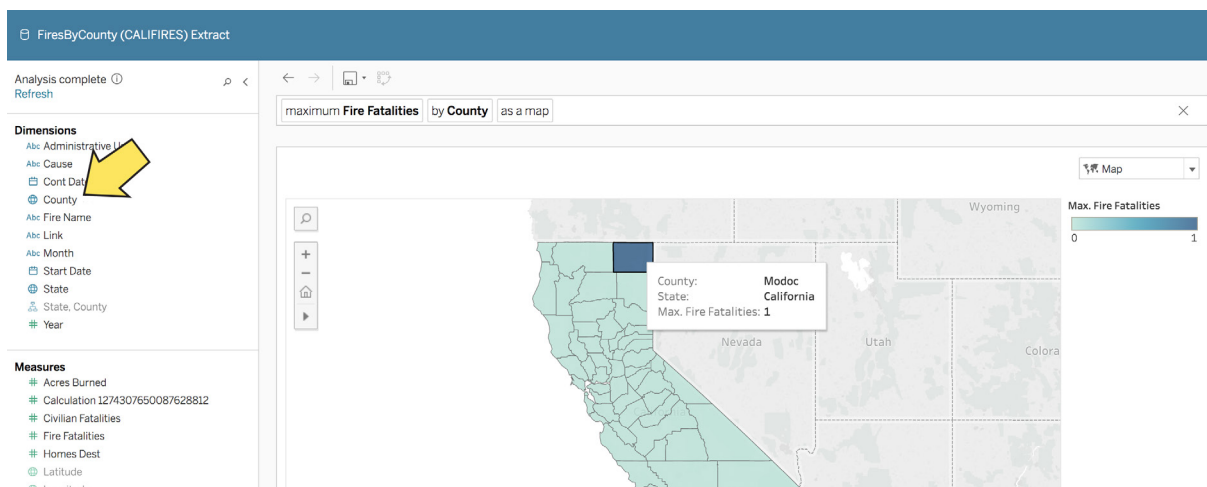 FiresByCounty (CALIFIRES) Extract
Analysis complete
Refresh
maximum Fire Fatalities by County as a map
Dimensions
Abc Administrative
Abc Cause
Cont Dat
County
Abc Fire Name
Abc Link
Abc Month
Start Date
State
State, County
# Year
Measures
# Acres Burned
# Calculation 1274307650087628812
# Civilian Fatalities
# Fire Fatalities
# Homes Dest
Latitude
Map
Max. Fire Fatalities
0 1
Wyoming
County: Modoc
State: California
Max. Fire Fatalities: 1
Nevada
Utah
Colora